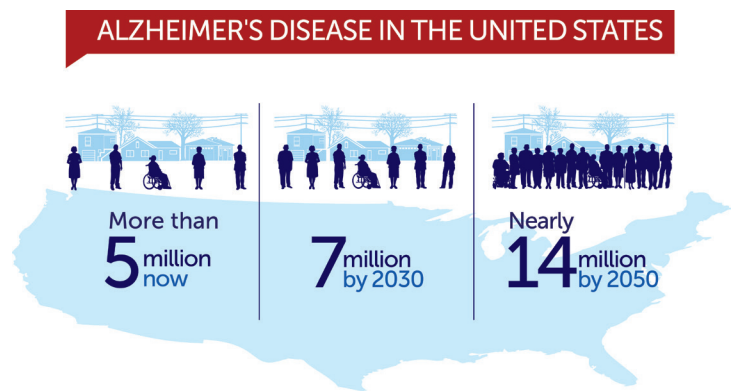 ALZHEIMER'S DISEASE IN THE UNITED STATES
More than
5 million
now
7 million
by 2030
Nearly
14 million
by 2050